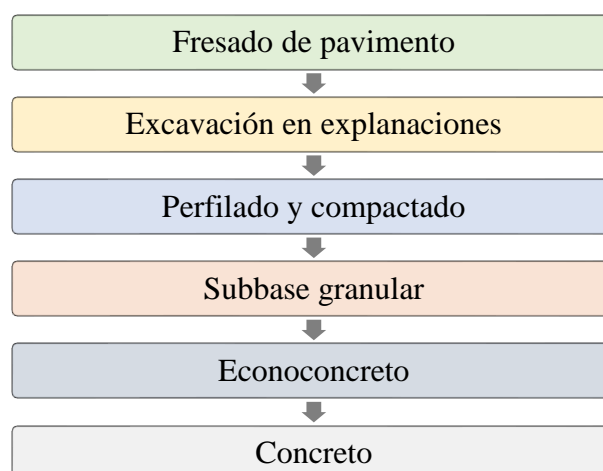 Fresado de pavimento
Excavación en explanaciones
Perfilado y compactado
Subbase granular
Econoconcreto
Concreto